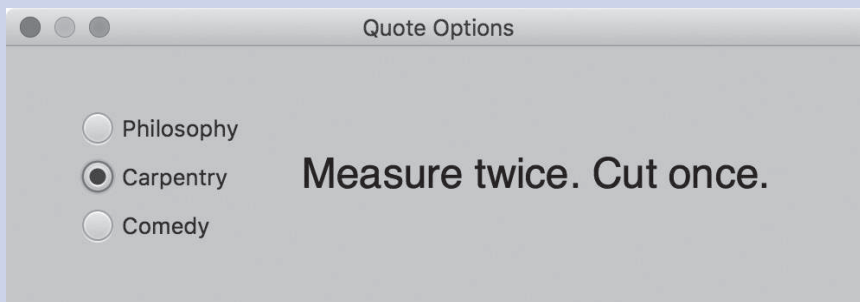 Quote Options
Philosophy
Carpentry
Measure twice. Cut once.
Comedy